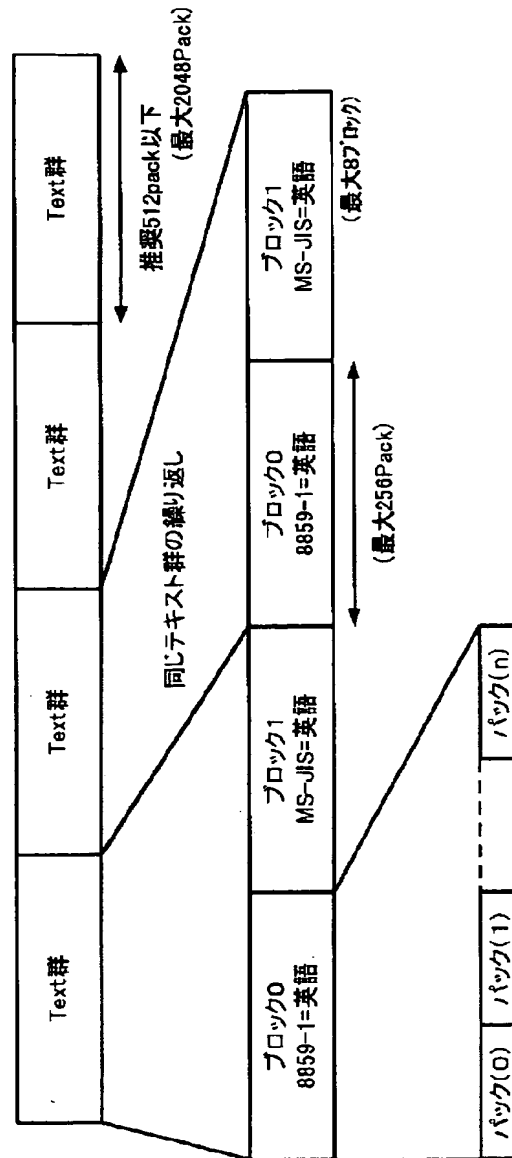 Text群
Text群
Text群
Text群
推奨512pack以下
(最大2048Pack)
同じテキスト群の繰り返し
ブロック0
8859-1=英語
ブロック1
MS-JIS=英語
ブロック0
8859-1=英語
ブロック1
MS-JIS=英語
(最大256Pack)
(最大8ブロック)
パック(0)
パック(1)
パック(n)